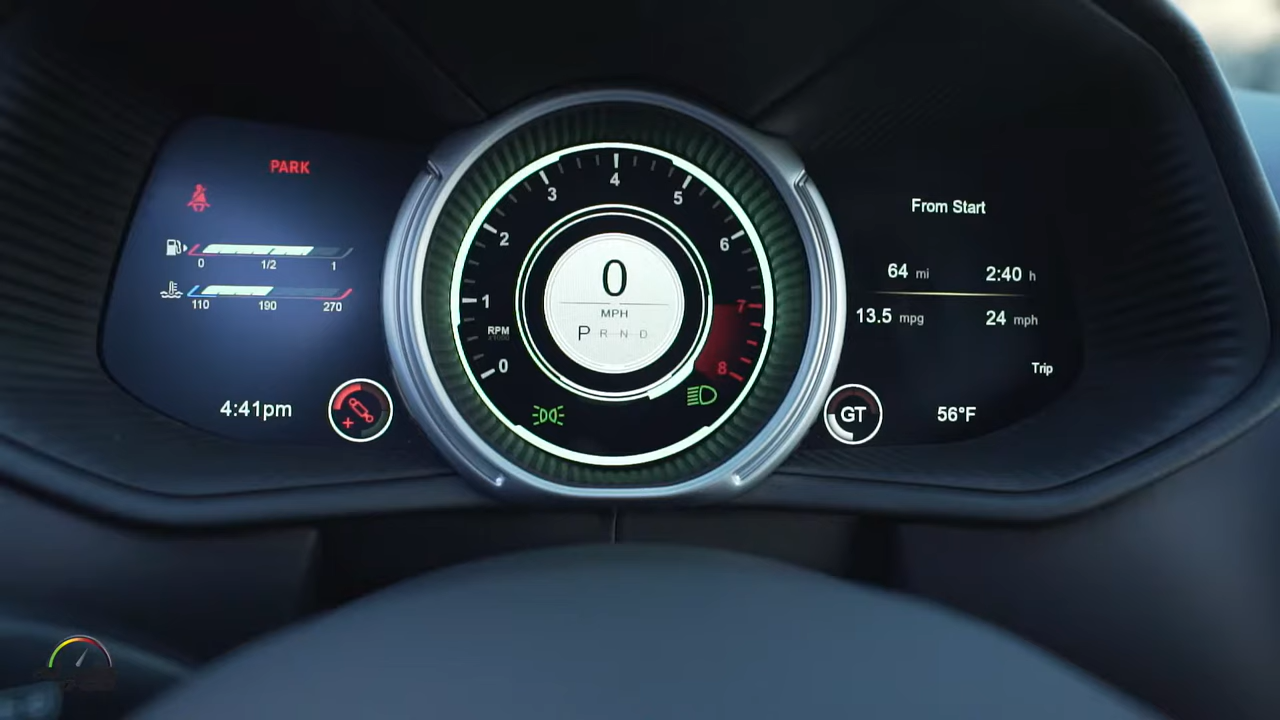 PARK
0 1/2 1
110 190 270
4:41pm
0
1
2
3
4
5
6
7
8
RPM
x1000
0
MPH
P R N D
From Start
64 mi 2:40 h
13.5 mpg 24 mph
Trip
GT
56°F